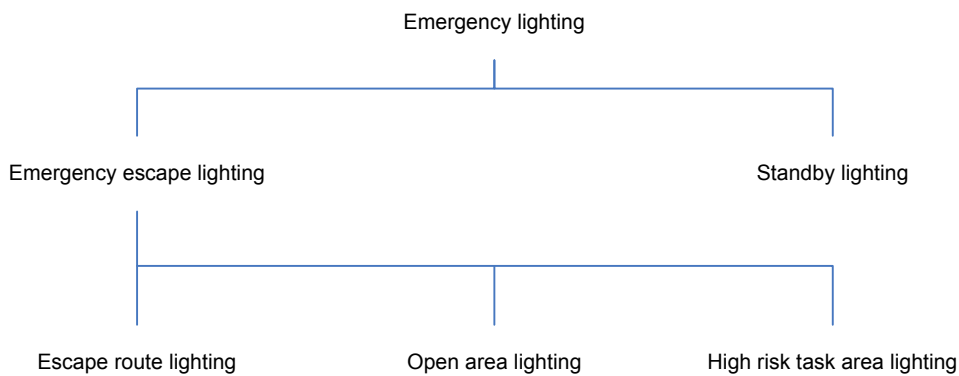 Emergency lighting
Emergency escape lighting
Standby lighting
Escape route lighting
Open area lighting
High risk task area lighting